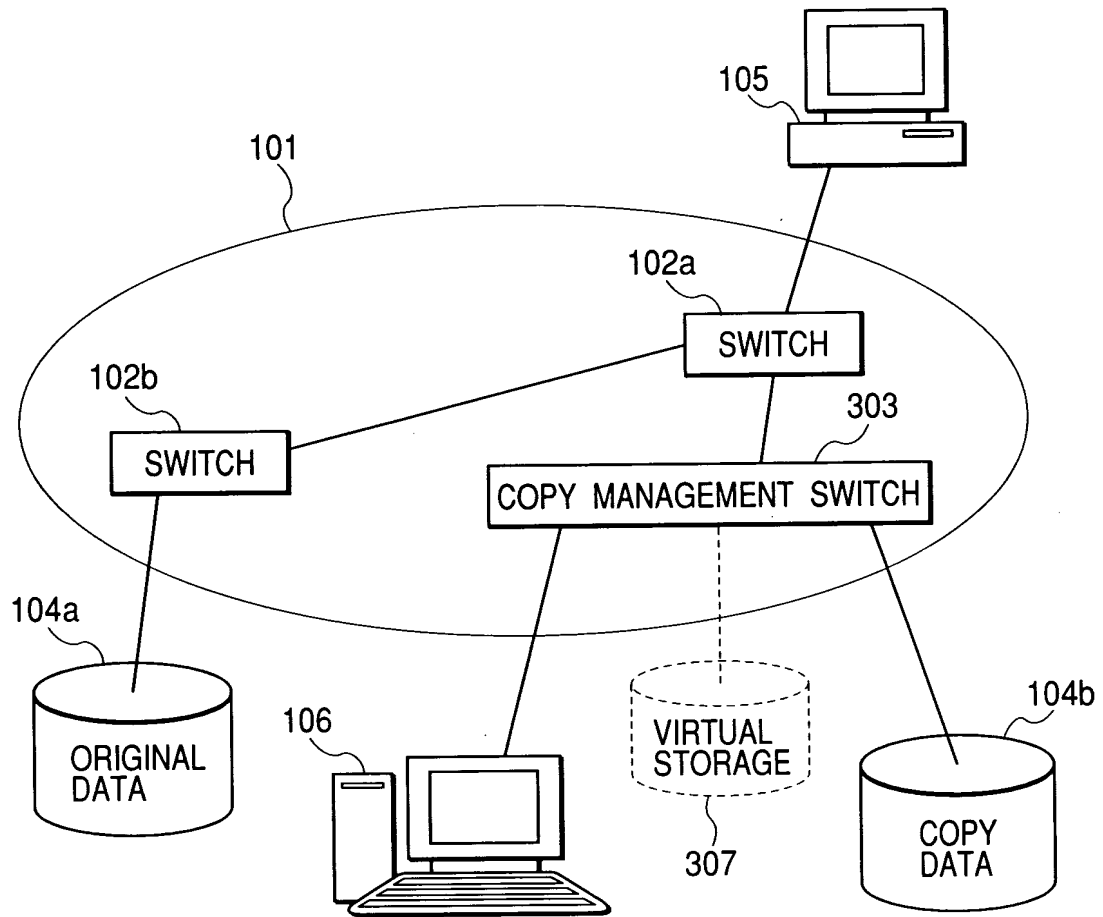 105
101
102a
SWITCH
102b
303
SWITCH
COPY MANAGEMENT SWITCH
104a
106
VIRTUAL
STORAGE
104b
ORIGINAL
DATA
307
COPY
DATA